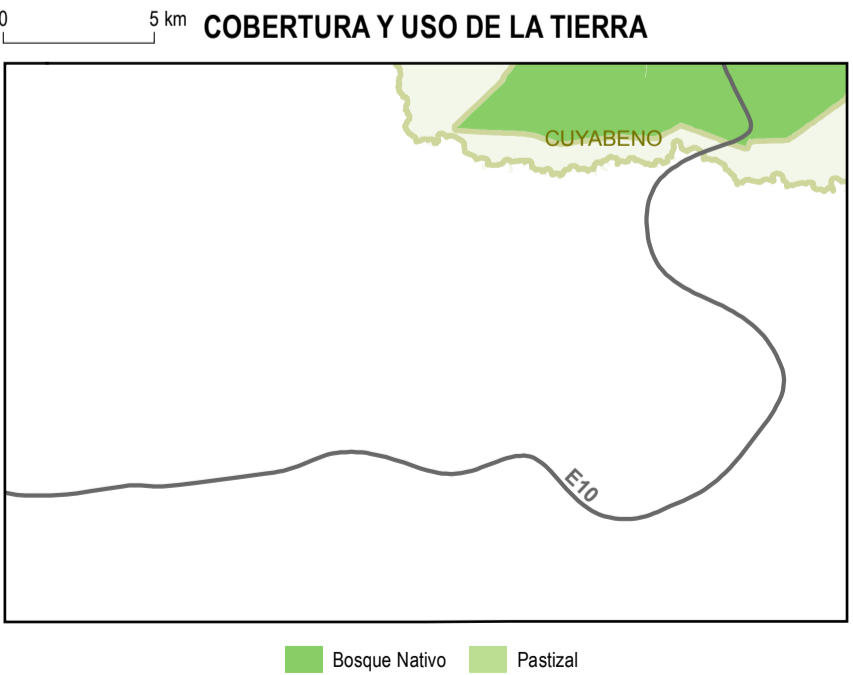 0 5 km COBERTURA Y USO DE LA TIERRA
CUYABENO
E10
Bosque Nativo Pastizal